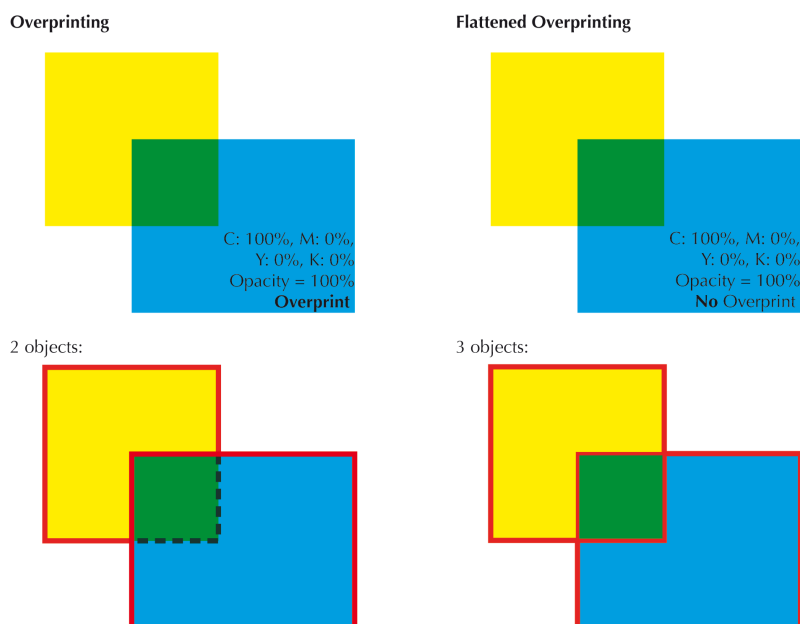 Overprinting
C: 100%, M: 0%,
Y: 0%, K: 0%
Opacity = 100%
Overprint
2 objects:
Flattened Overprinting
C: 100%, M: 0%,
Y: 0%, K: 0%
Opacity = 100%
No Overprint
3 objects: